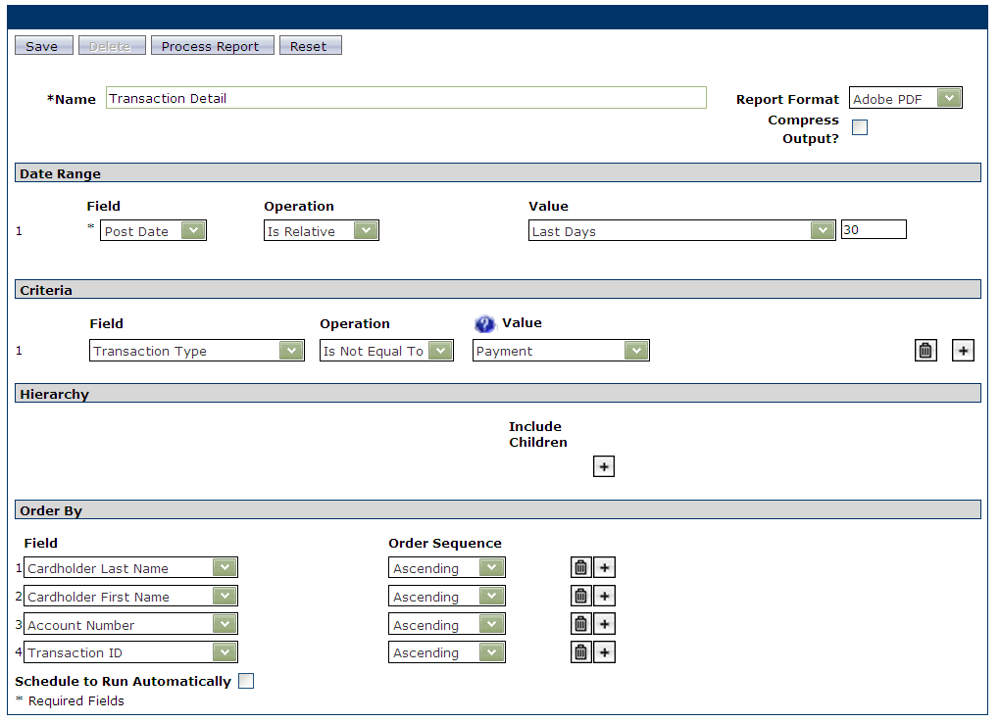 Save Delete Process Report Reset
*Name Transaction Detail Report Format Adobe PDF
Compress
Output?
Date Range
Field Operation Value
1 * Post Date Is Relative Last Days 30
Criteria
Field Operation ? Value
1 Transaction Type Is Not Equal To Payment +
Hierarchy
Include
Children
+
Order By
Field Order Sequence
1 Cardholder Last Name Ascending +
2 Cardholder First Name Ascending +
3 Account Number Ascending +
4 Transaction ID Ascending +
Schedule to Run Automatically
* Required Fields